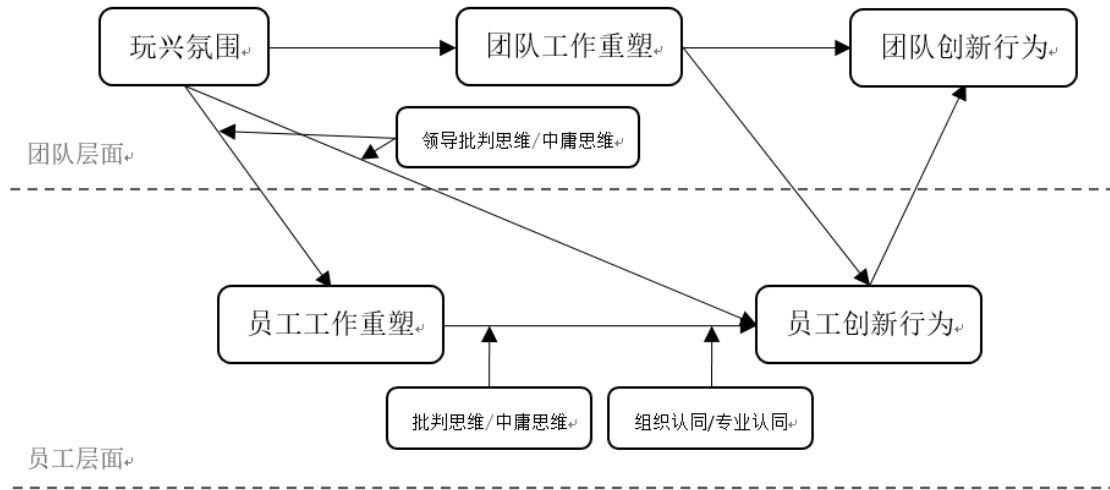 玩兴氛围
团队工作重塑
团队创新行为
领导批判思维/中庸思维
团队层面
员工工作重塑
员工创新行为
批判思维/中庸思维
组织认同/专业认同
员工层面